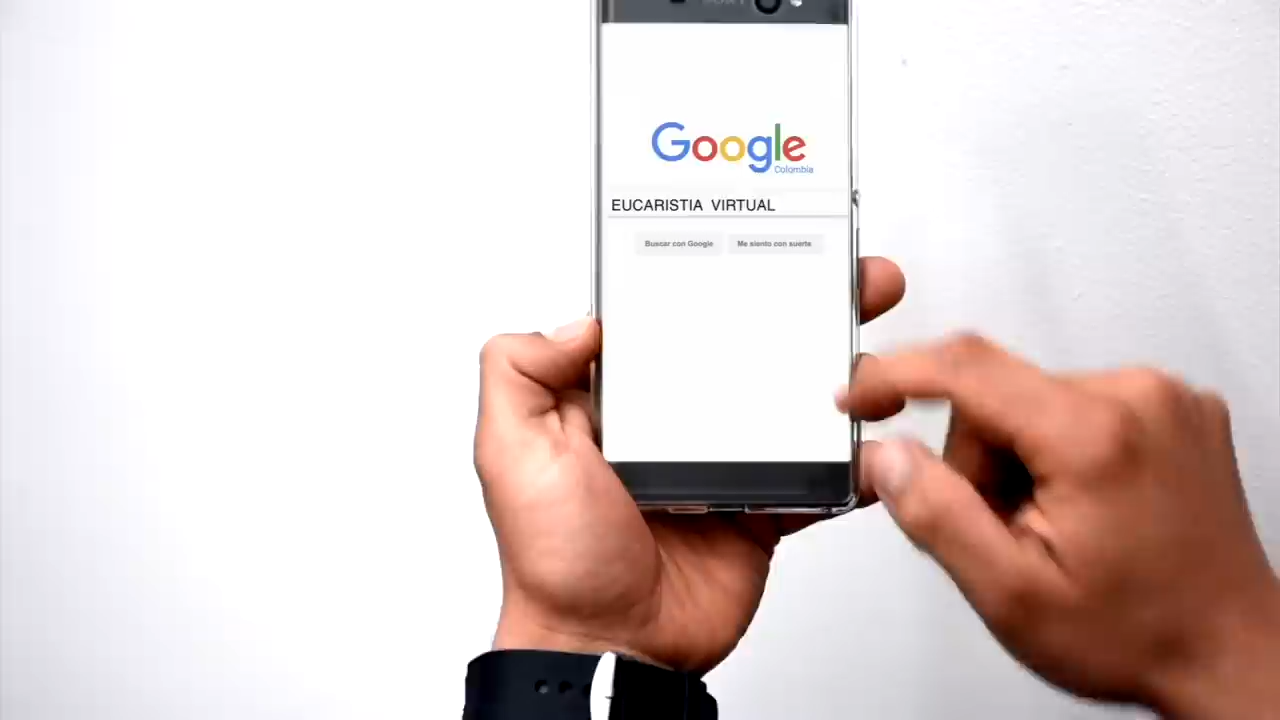 Google
Colombia
EUCARISTIA VIRTUAL
Buscar con Google
Me siento con suerte